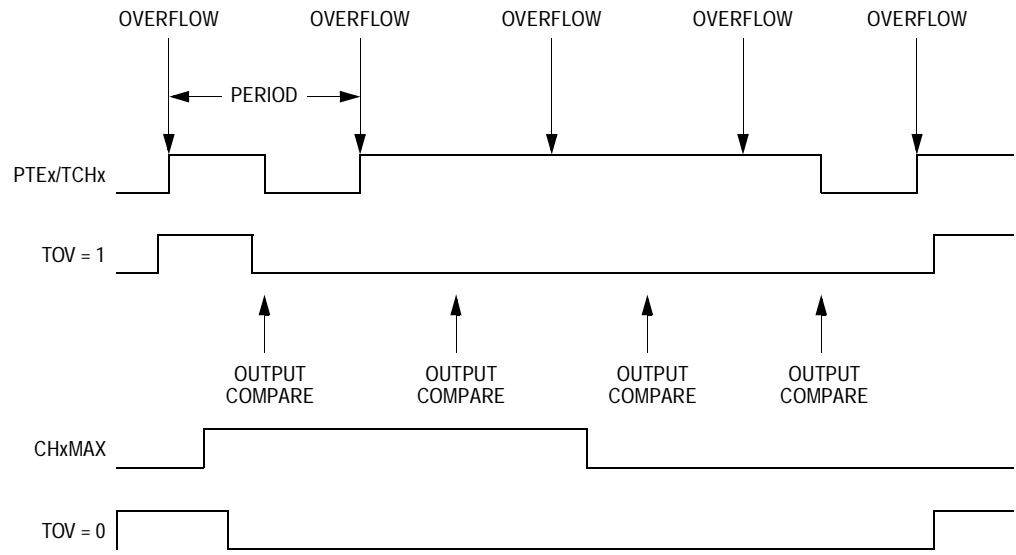 OVERFLOW OVERFLOW OVERFLOW OVERFLOW OVERFLOW
PERIOD
PTEx/TCHx
TOV = 1
OUTPUT COMPARE
OUTPUT COMPARE
OUTPUT COMPARE
OUTPUT COMPARE
CHxMAX
TOV = 0